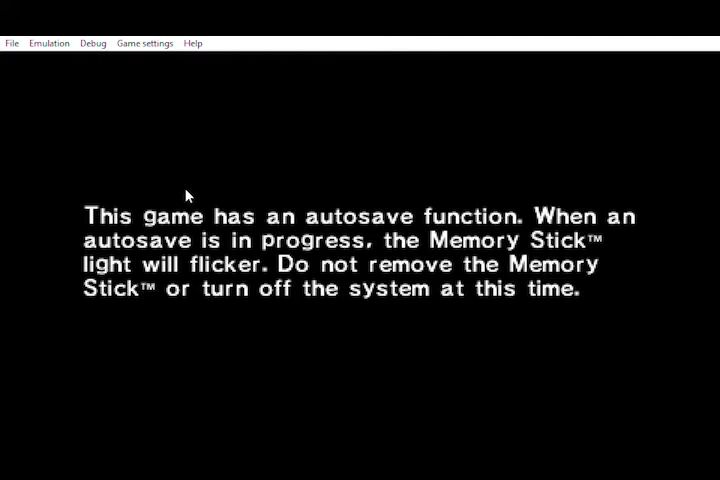 File Emulation Debug Game settings Help
This game has an autosave function. When an
autosave is in progress, the Memory Stick™
light will flicker. Do not remove the Memory
Stick™ or turn off the system at this time.